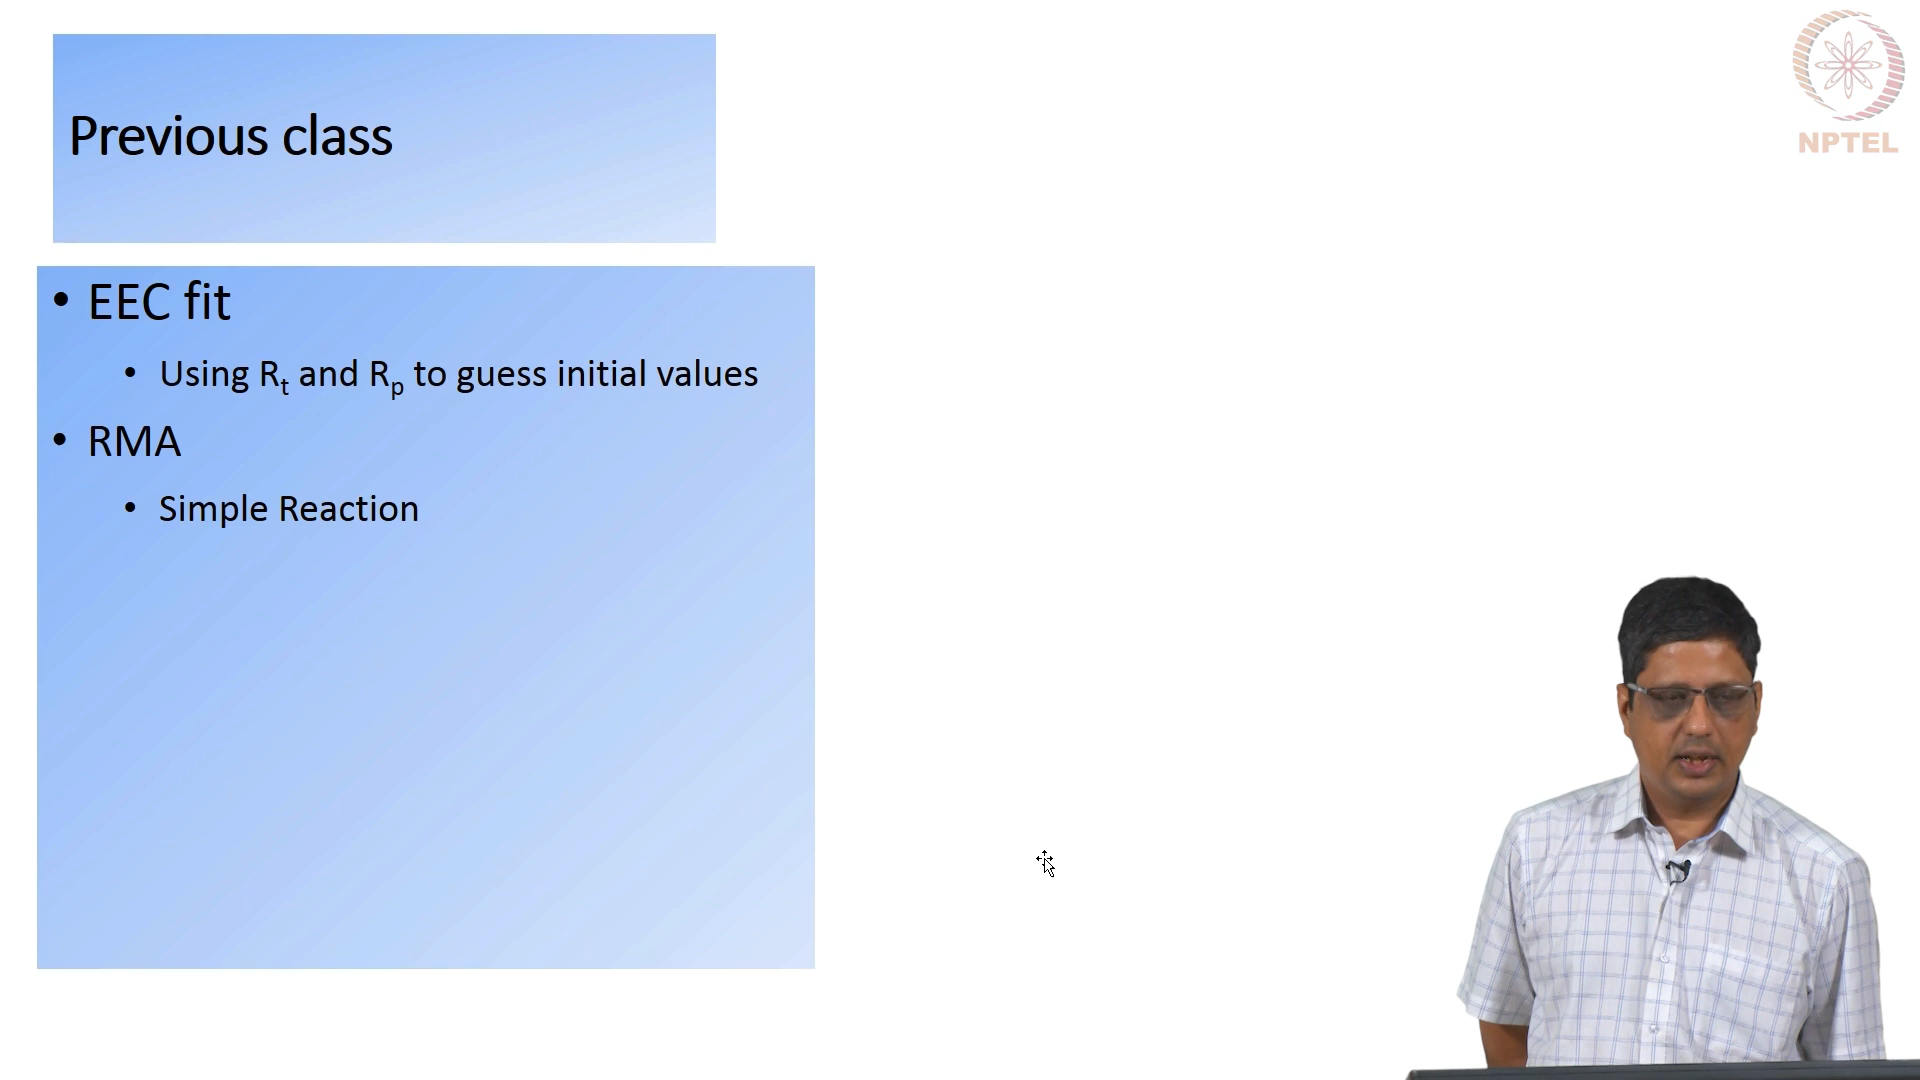 Previous class
• EEC fit
• Using Rt and Rp to guess initial values
• RMA
• Simple Reaction
NPTEL